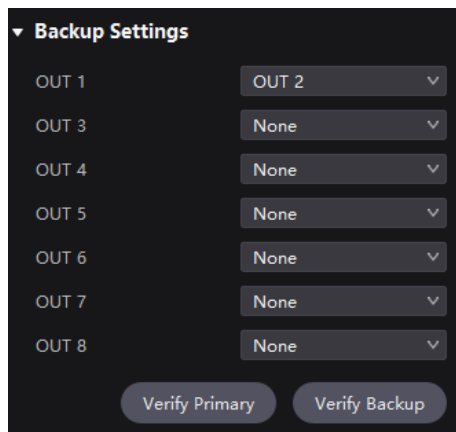 Backup Settings
OUT 1 OUT 2
OUT 3 None
OUT 4 None
OUT 5 None
OUT 6 None
OUT 7 None
OUT 8 None
Verify Primary Verify Backup